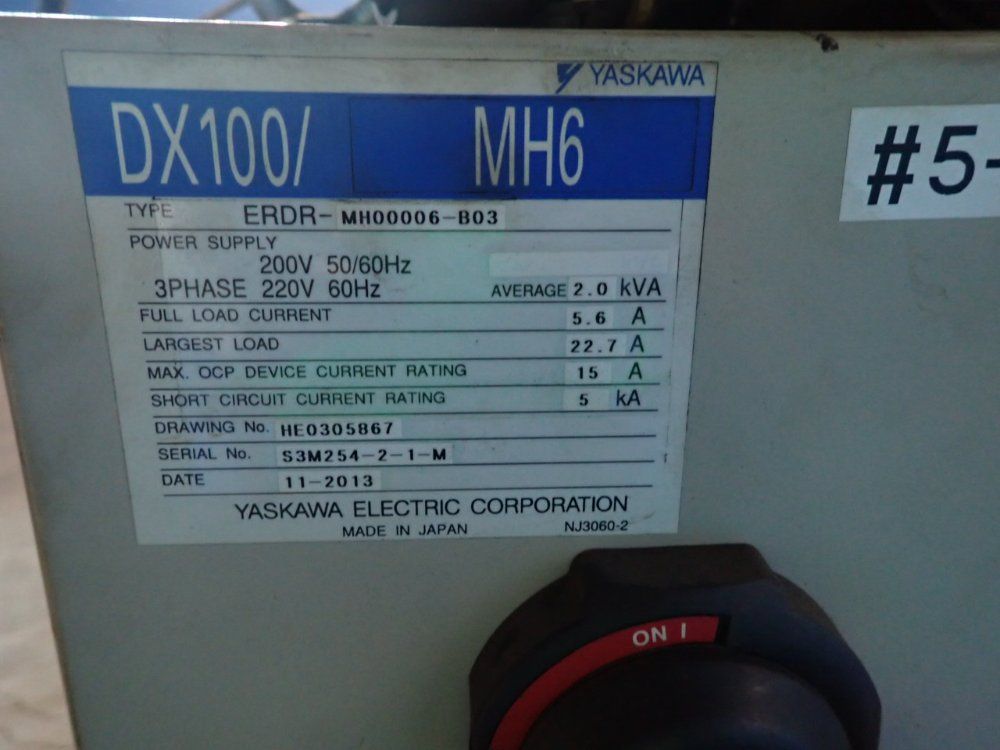 YASKAWA
DX100/ MH6
#5-
TYPE ERDR-MH00006-B03
POWER SUPPLY
200V 50/60Hz
3PHASE 220V 60Hz AVERAGE 2.0 kVA
FULL LOAD CURRENT 5.6 A
LARGEST LOAD 22.7 A
MAX. OCP DEVICE CURRENT RATING 15 A
SHORT CIRCUIT CURRENT RATING 5 kA
DRAWING No. HE0305867
SERIAL No. S3M254-2-1-M
DATE 11-2013
YASKAWA ELECTRIC CORPORATION
MADE IN JAPAN NJ3060-2
ON I